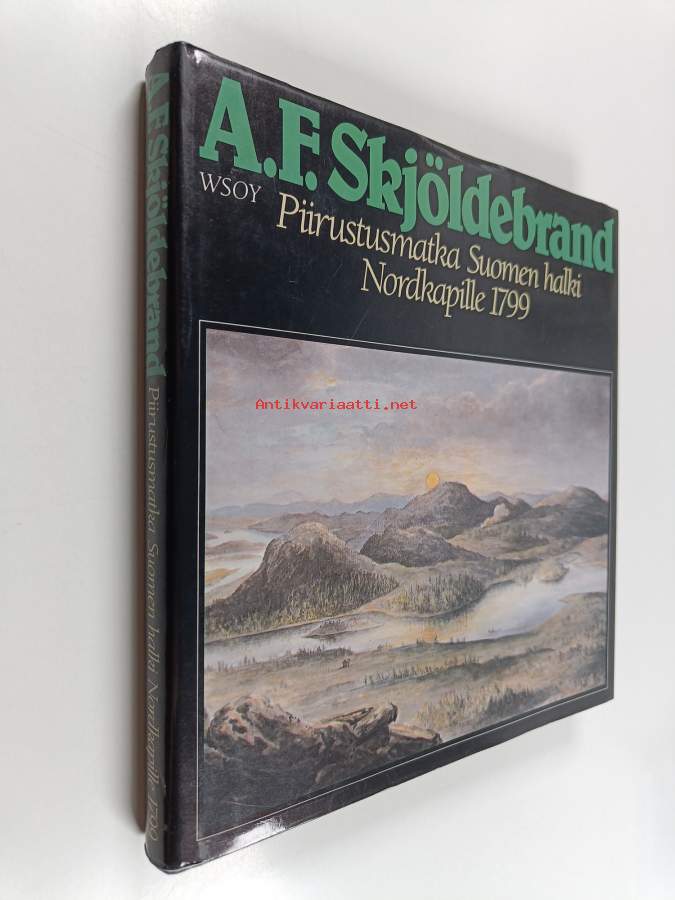 A.F. Skjöldebrand
WSOY
Piirustusmatka Suomen halki
Nordkapille 1799
Antikvariaatti.net
A.F. Skjöldebrand Piirustusmatka Suomen halki Nordkapille 1799